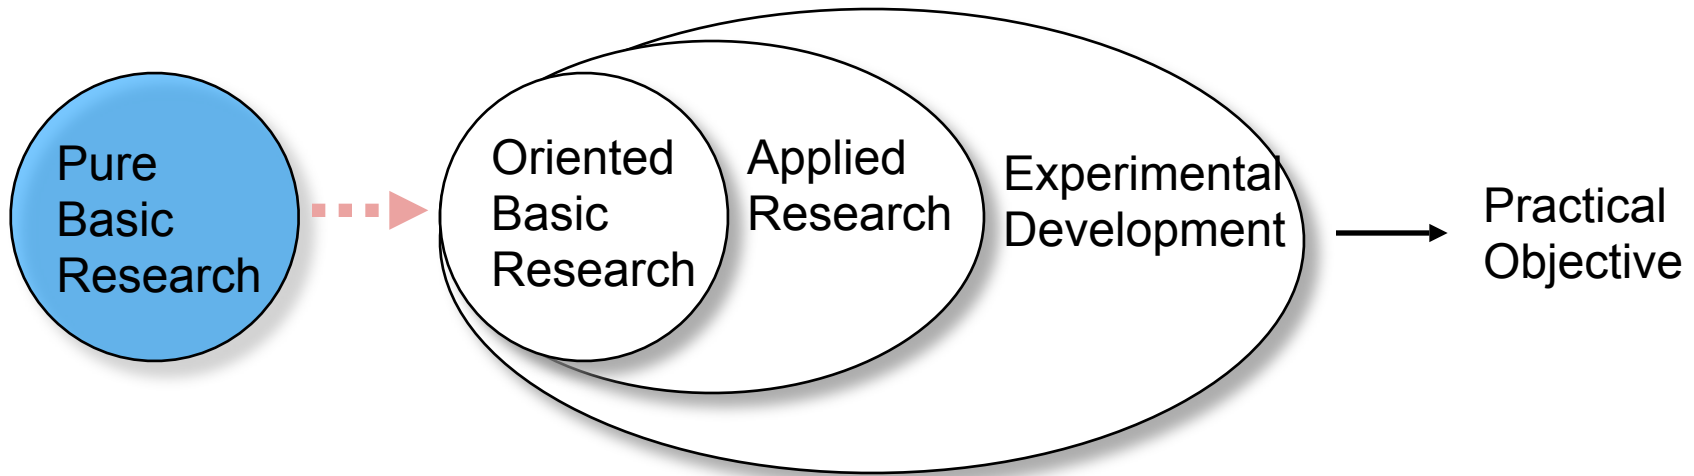 Pure
Basic
Research
Oriented
Basic
Research
Applied
Research
Experimental
Development
Practical
Objective